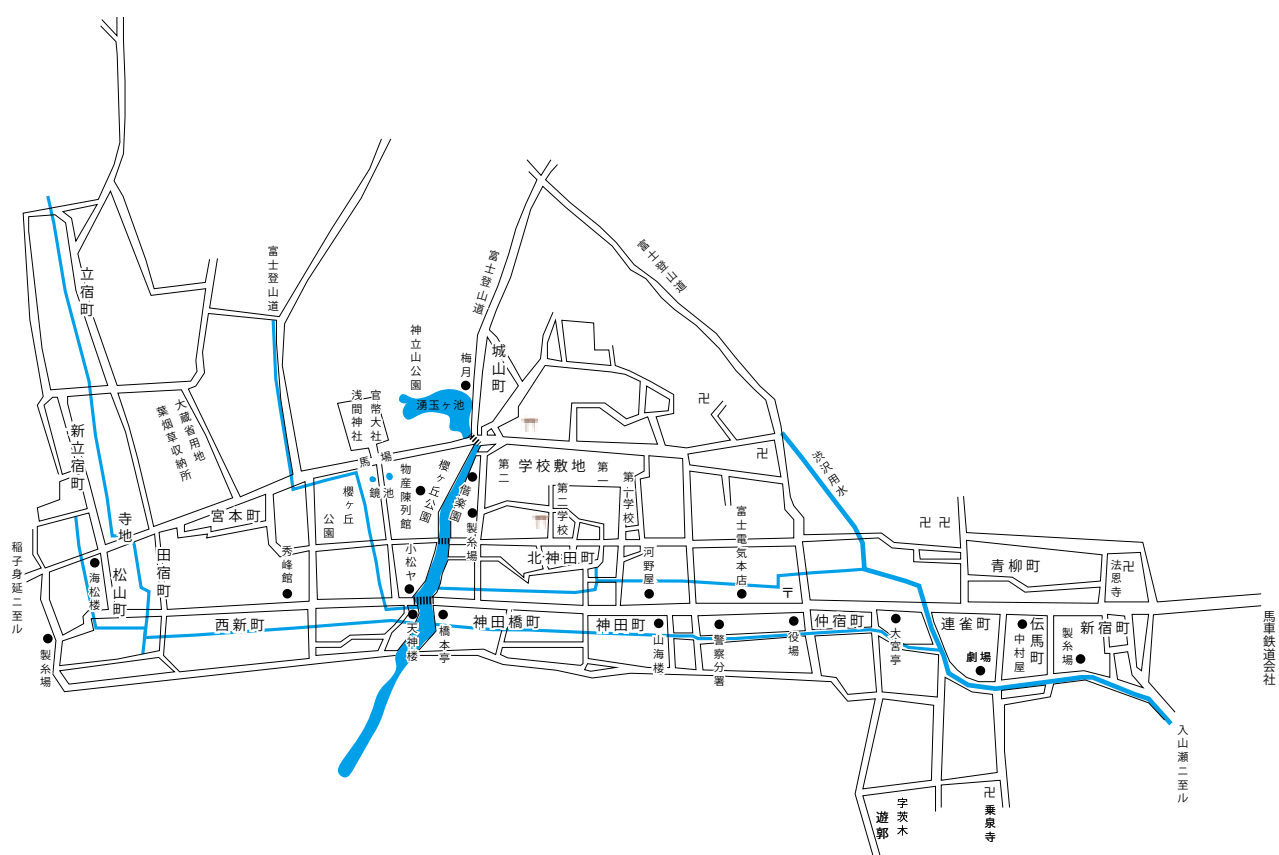 立宿町
新立宿町
大蔵省用地
葉烟草収納所
富士登山道
富士登山道
富士登山道
神立山公園
梅月
城山町
湧玉ヶ池
官幣大社
浅間神社
馬場
鏡池
物産陳列館
櫻ヶ丘公園
偕楽園
製糸場
櫻ヶ丘
公園
第二
学校敷地
第一
第一学校
第二学校
富士電気本店
渋沢用水
寺地
宮本町
田宿町
松山町
海松楼
稲子身延ニ至ル
製糸場
秀峰館
西新町
小松ヤ
天神楼
橋本亭
神田橋町
北神田町
河野屋
神田町
山海楼
警察分署
役場
〒
仲宿町
大宮亭
連雀町
劇場
中村屋
伝馬町
製糸場
新宿町
青柳町
法恩寺
卍
卍
卍
卍
卍
卍
乗泉寺
字茨木
遊郭
入山瀬ニ至ル
馬車鉄道会社